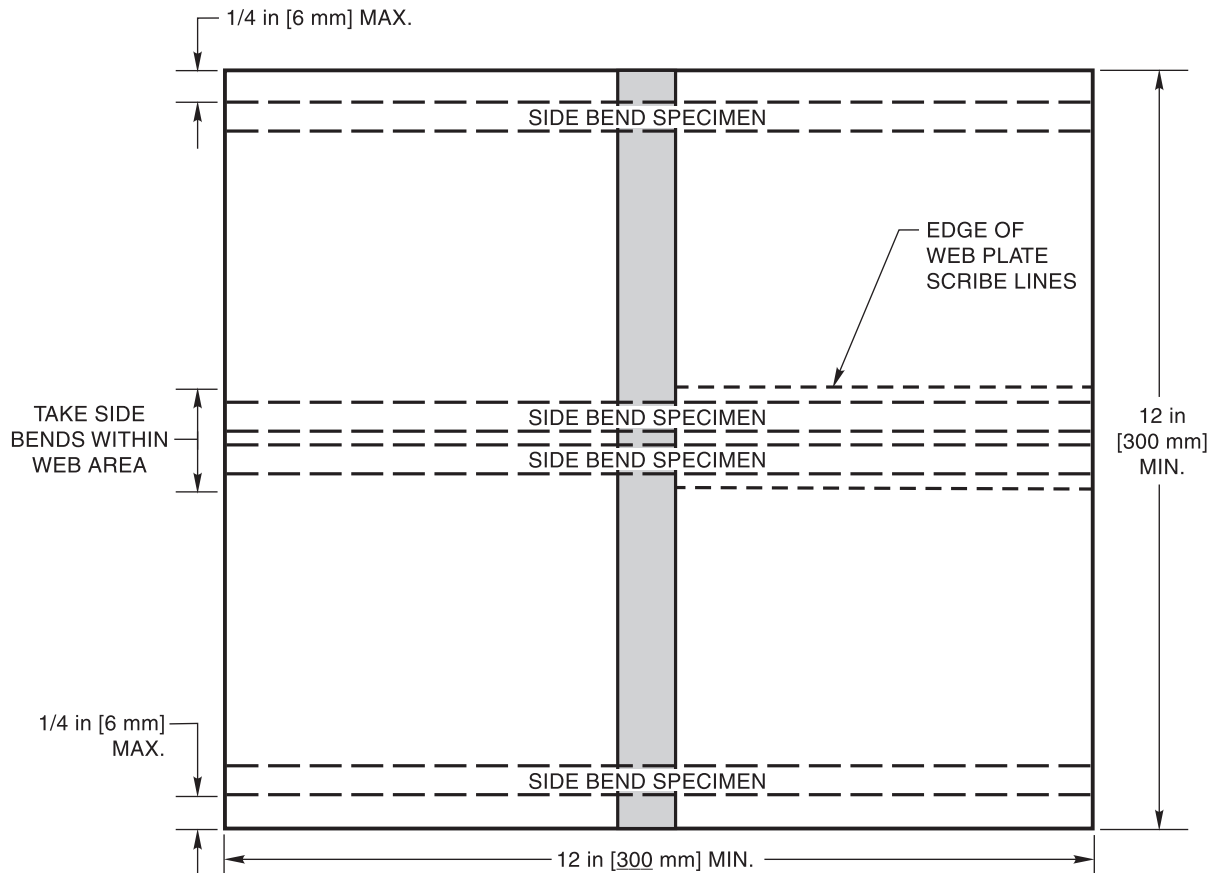 1/4 in [6 mm] MAX.
SIDE BEND SPECIMEN
EDGE OF
WEB PLATE
SCRIBE LINES
TAKE SIDE
BENDS WITHIN
WEB AREA
SIDE BEND SPECIMEN
SIDE BEND SPECIMEN
12 in
[300 mm]
MIN.
1/4 in [6 mm]
MAX.
SIDE BEND SPECIMEN
12 in [300 mm] MIN.